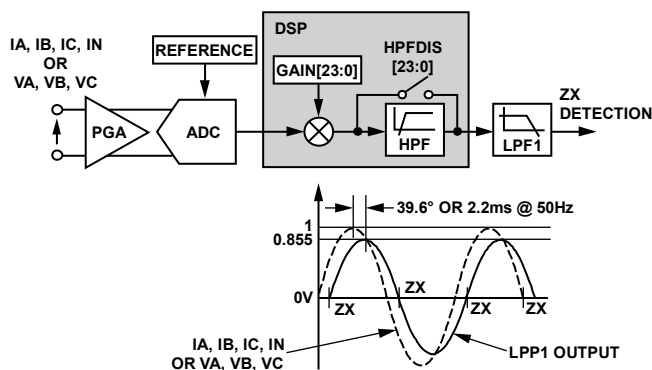 DSP
IA, IB, IC, IN
OR
VA, VB, VC
REFERENCE
HPFDIS
[23:0]
GAIN[23:0]
ZX
DETECTION
PGA
ADC
HPF
LPF1
39.6° OR 2.2ms @ 50Hz
1
0.855
0V
ZX
ZX
ZX
ZX
IA, IB, IC, IN
OR VA, VB, VC
LPP1 OUTPUT